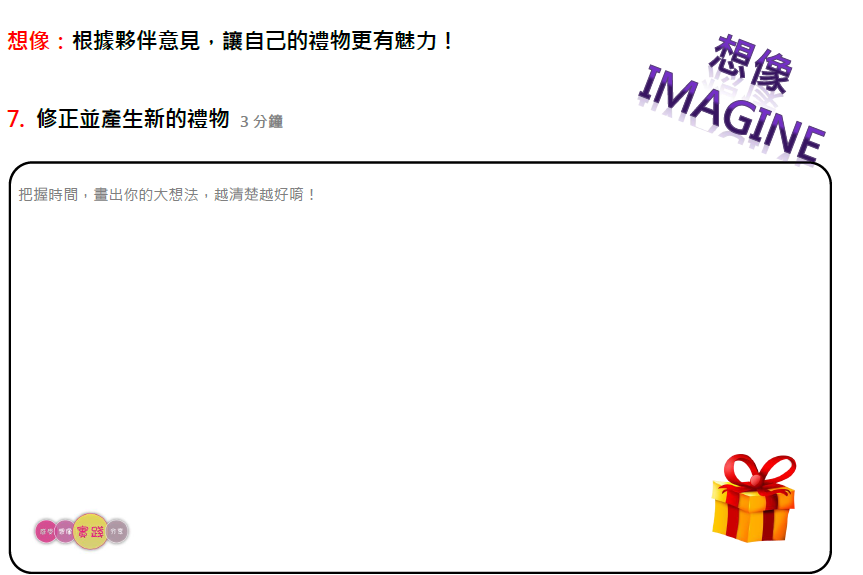 想像：根據夥伴意見，讓自己的禮物更有魅力！
想像
IMAGINE
7. 修正並產生新的禮物 3 分鐘
把握時間，畫出你的大想法，越清楚越好唷！
實踐